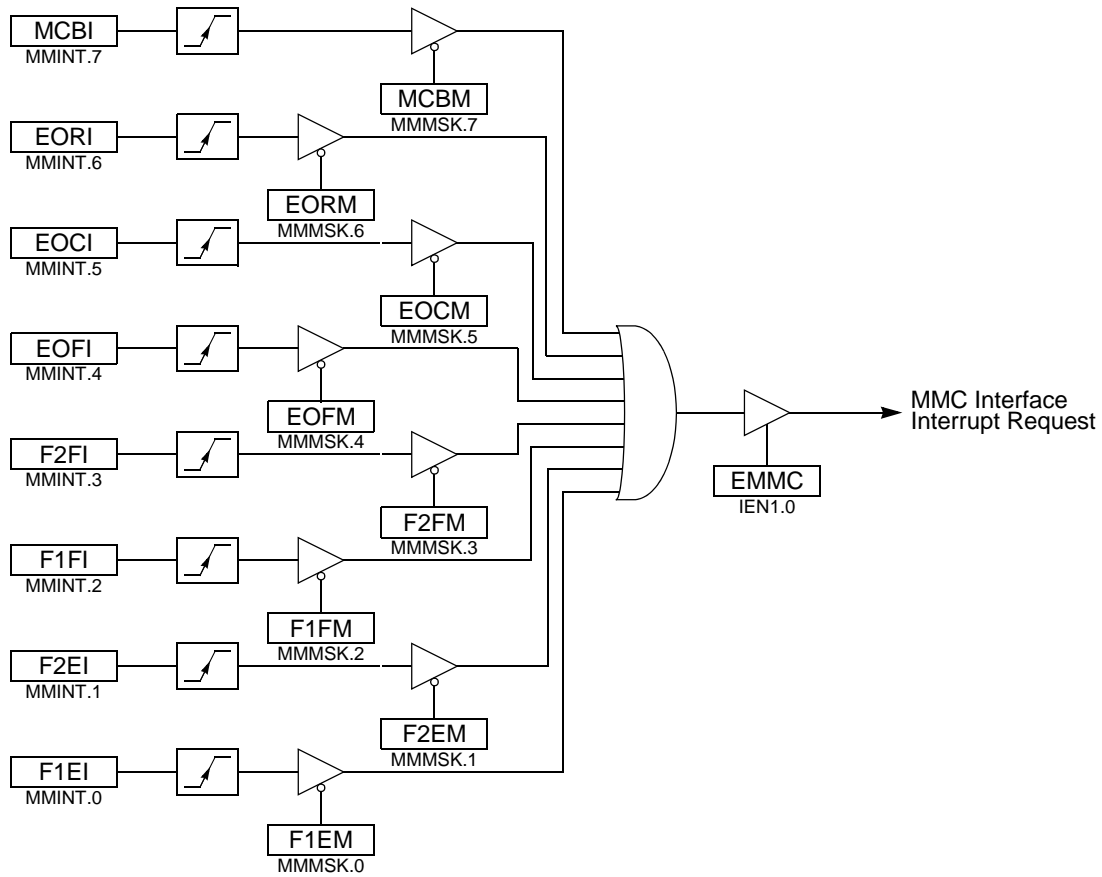 MCBI
MMINT.7
MCBM
MMMSK.7
EORI
MMINT.6
EORM
MMMSK.6
EOCI
MMINT.5
EOCM
MMMSK.5
EOFI
MMINT.4
EOFM
MMMSK.4
MMC Interface
Interrupt Request
EMMC
IEN1.0
F2FI
MMINT.3
F2FM
MMMSK.3
F1FI
MMINT.2
F1FM
MMMSK.2
F2EI
MMINT.1
F2EM
MMMSK.1
F1EI
MMINT.0
F1EM
MMMSK.0